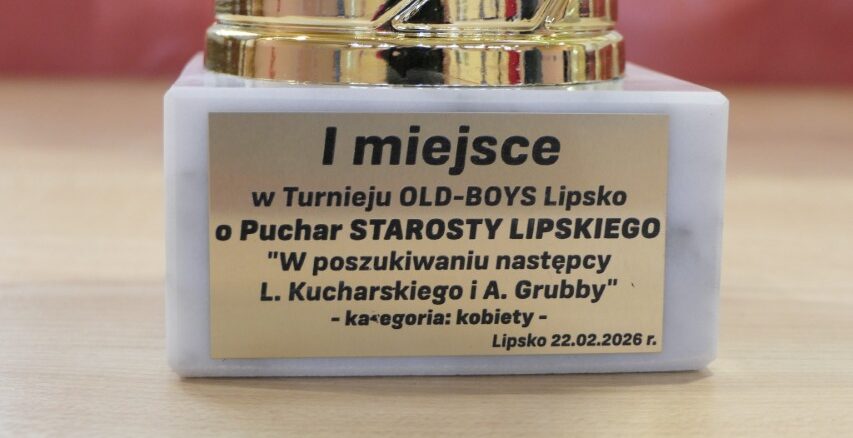 I miejsce
w Turnieju OLD-BOYS Lipsko
o Puchar STAROSTY LIPSKIEGO
"W poszukiwaniu następcy
L. Kucharskiego i A. Grubby"
- kategoria: kobiety -
Lipsko 22.02.2026 r.